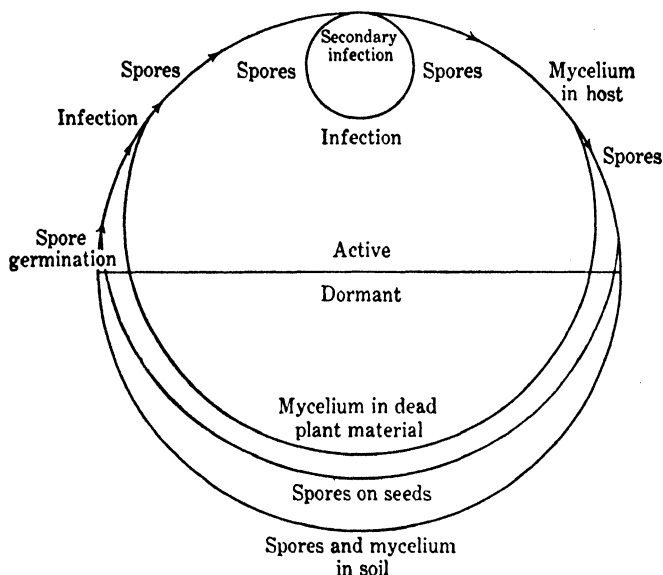 Secondary
infection
Spores
Spores
Spores
Mycelium
in host
Infection
Infection
Spores
Spore
germination
Active
Dormant
Mycelium in dead
plant material
Spores on seeds
Spores and mycelium
in soil